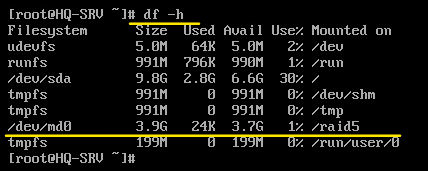 [root@HQ-SRV ~]# df -h
Filesystem Size Used Avail Use% Mounted on
udevfs 5.0M 64K 5.0M 2% /dev
runfs 991M 796K 990M 1% /run
/dev/sda 9.8G 2.8G 6.6G 30% /
tmpfs 991M 0 991M 0% /dev/shm
tmpfs 991M 0 991M 0% /tmp
/dev/md0 3.9G 24K 3.7G 1% /raid5
tmpfs 199M 0 199M 0% /run/user/0
[root@HQ-SRV ~]#